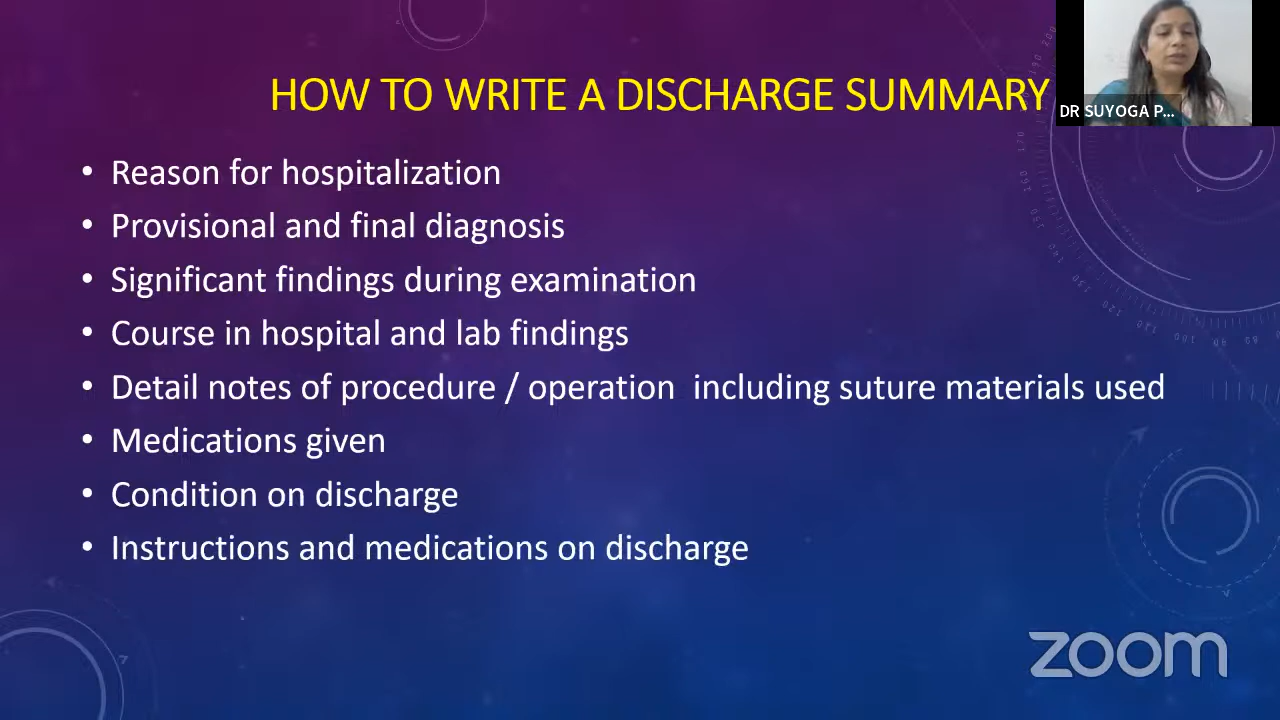 HOW TO WRITE A DISCHARGE SUMMARY
DR SUYOGA P...
• Reason for hospitalization
• Provisional and final diagnosis
• Significant findings during examination
• Course in hospital and lab findings
• Detail notes of procedure / operation  including suture materials used
• Medications given
• Condition on discharge
• Instructions and medications on discharge
zoom